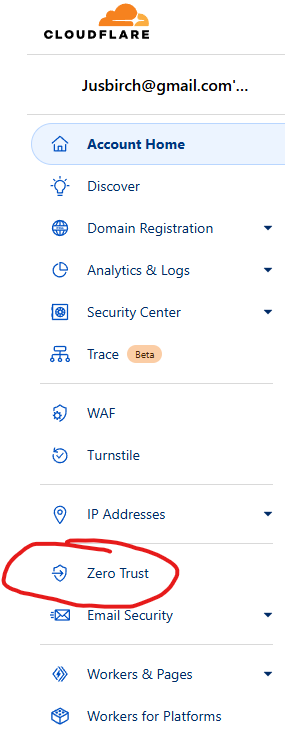 CLOUDFLARE
Jusbirch@gmail.com'...
Account Home
Discover
Domain Registration
Analytics & Logs
Security Center
Trace Beta
WAF
Turnstile
IP Addresses
Zero Trust
Email Security
Workers & Pages
Workers for Platforms